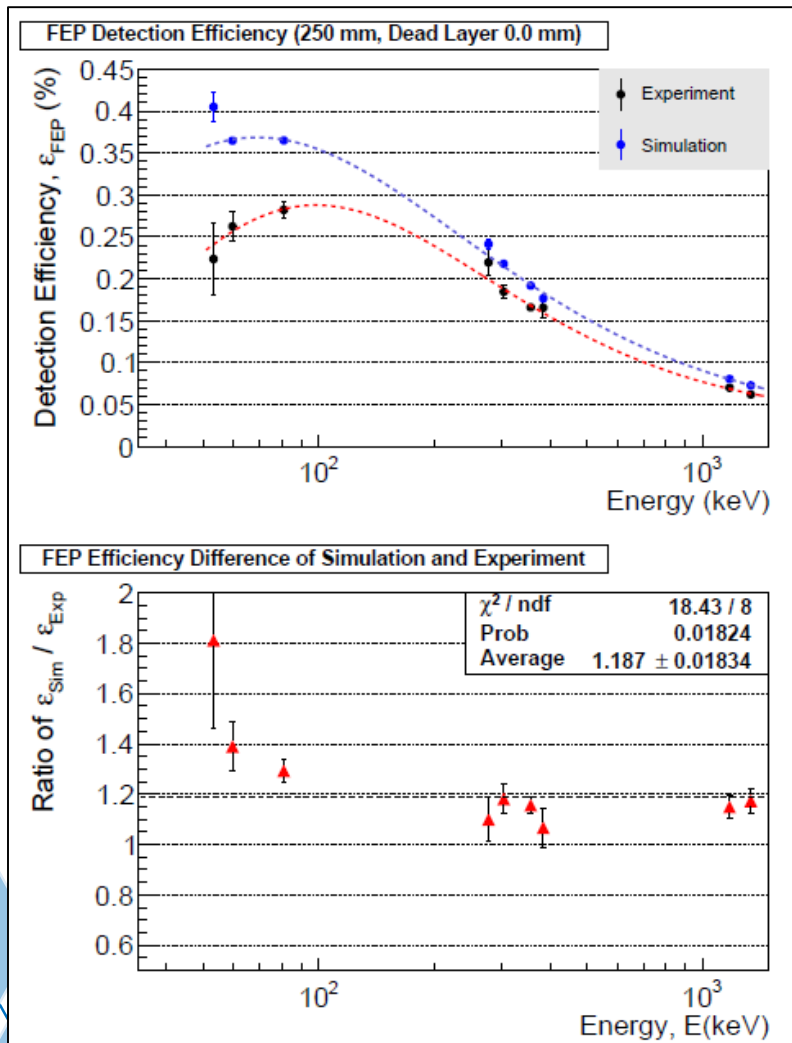 FEP Detection Efficiency (250 mm, Dead Layer 0.0 mm)
Detection Efficiency, ε_FEP (%)
0.45
0.4
0.35
0.3
0.25
0.2
0.15
0.1
0.05
0
Experiment
Simulation
10²
10³
Energy (keV)
FEP Efficiency Difference of Simulation and Experiment
Ratio of ε_Sim / ε_Exp
2
1.8
1.6
1.4
1.2
1
0.8
0.6
χ² / ndf 18.43 / 8
Prob 0.01824
Average 1.187 ± 0.01834
10²
10³
Energy, E(keV)